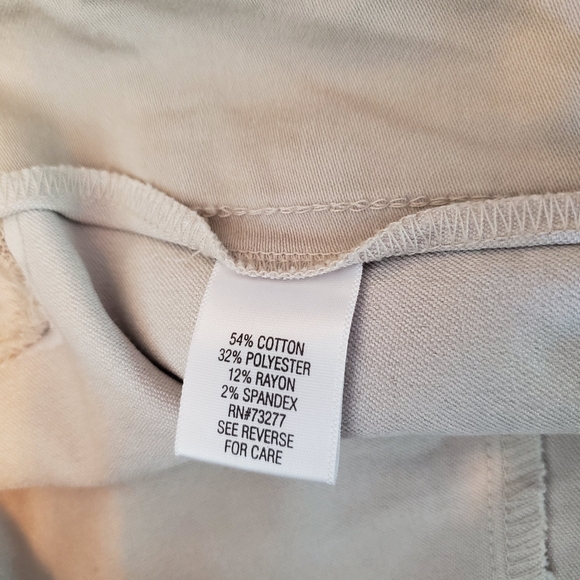 54% COTTON
32% POLYESTER
12% RAYON
2% SPANDEX
RN#73277
SEE REVERSE
FOR CARE